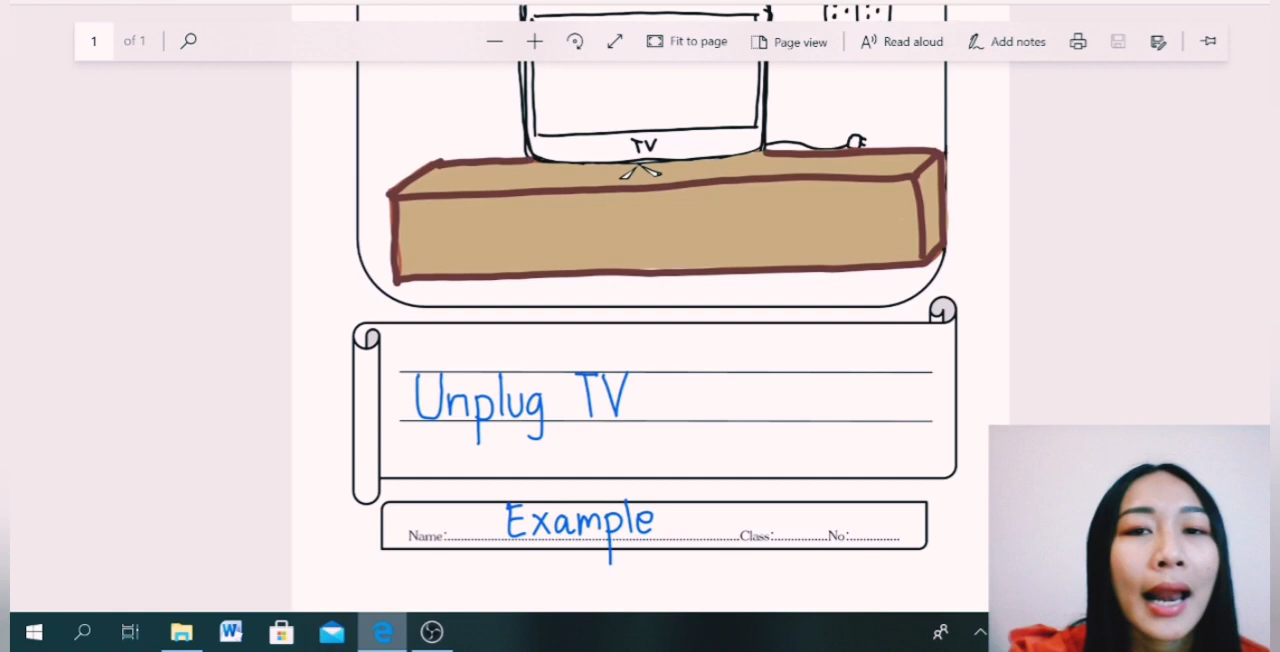 1 of 1 Fit to page Page view Read aloud Add notes
TV
Unplug TV
Example
Name:.......................................................Class:.............No:............